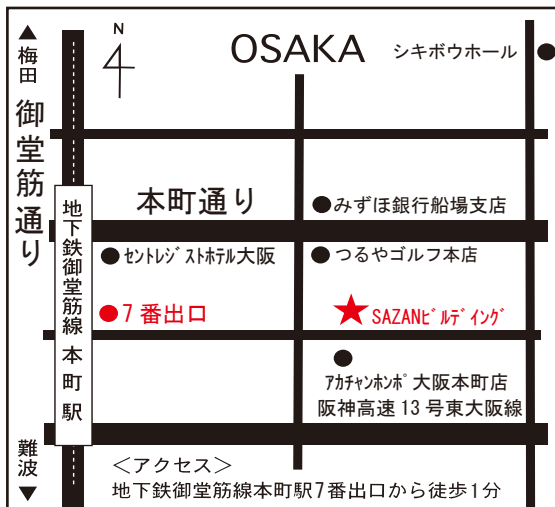 ▲
梅田
御堂筋通り
N
OSAKA
シキボウホール
本町通り
みずほ銀行船場支店
セントレジストホテル大阪
つるやゴルフ本店
地下鉄御堂筋線 本町駅
7番出口
★ SAZANビルデイング
アカチャンホンポ 大阪本町店
阪神高速13号東大阪線
難波
▼
＜アクセス＞
地下鉄御堂筋線本町駅7番出口から徒歩1分